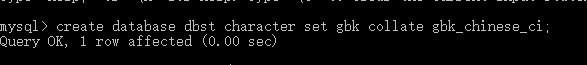 mysql> create database dbst character set gbk collate gbk_chinese_ci;
Query OK, 1 row affected (0.00 sec)